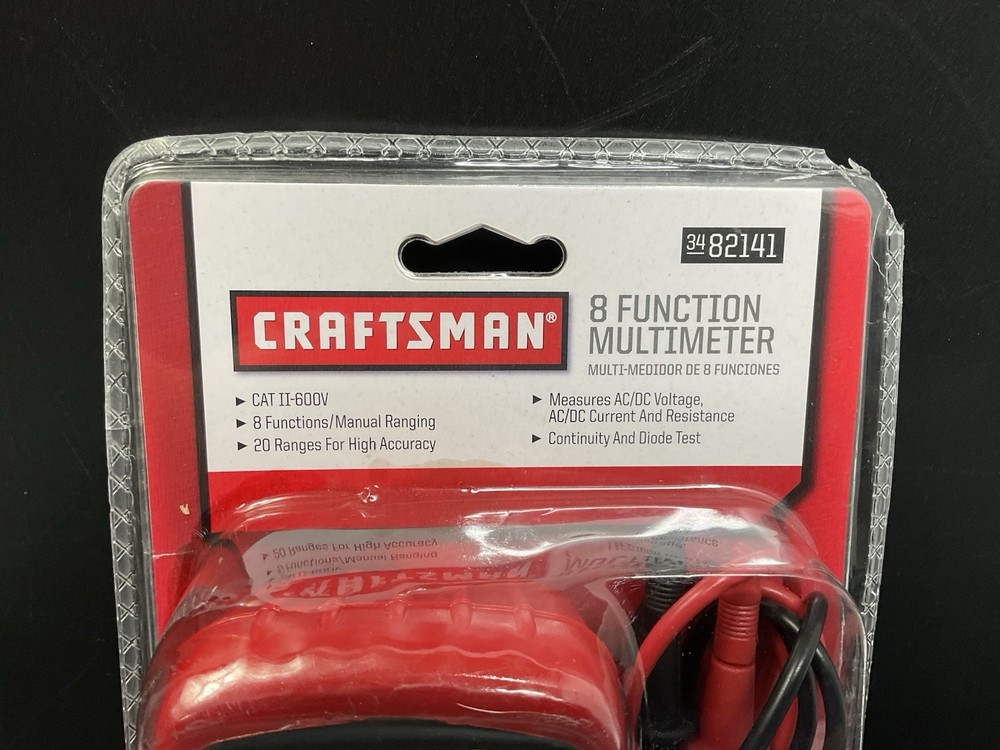 34 82141
CRAFTSMAN®
8 FUNCTION
MULTIMETER
MULTI-MEDIDOR DE 8 FUNCIONES
▶ CAT II-600V
▶ 8 Functions/Manual Ranging
▶ 20 Ranges For High Accuracy
▶ Measures AC/DC Voltage,
AC/DC Current And Resistance
▶ Continuity And Diode Test